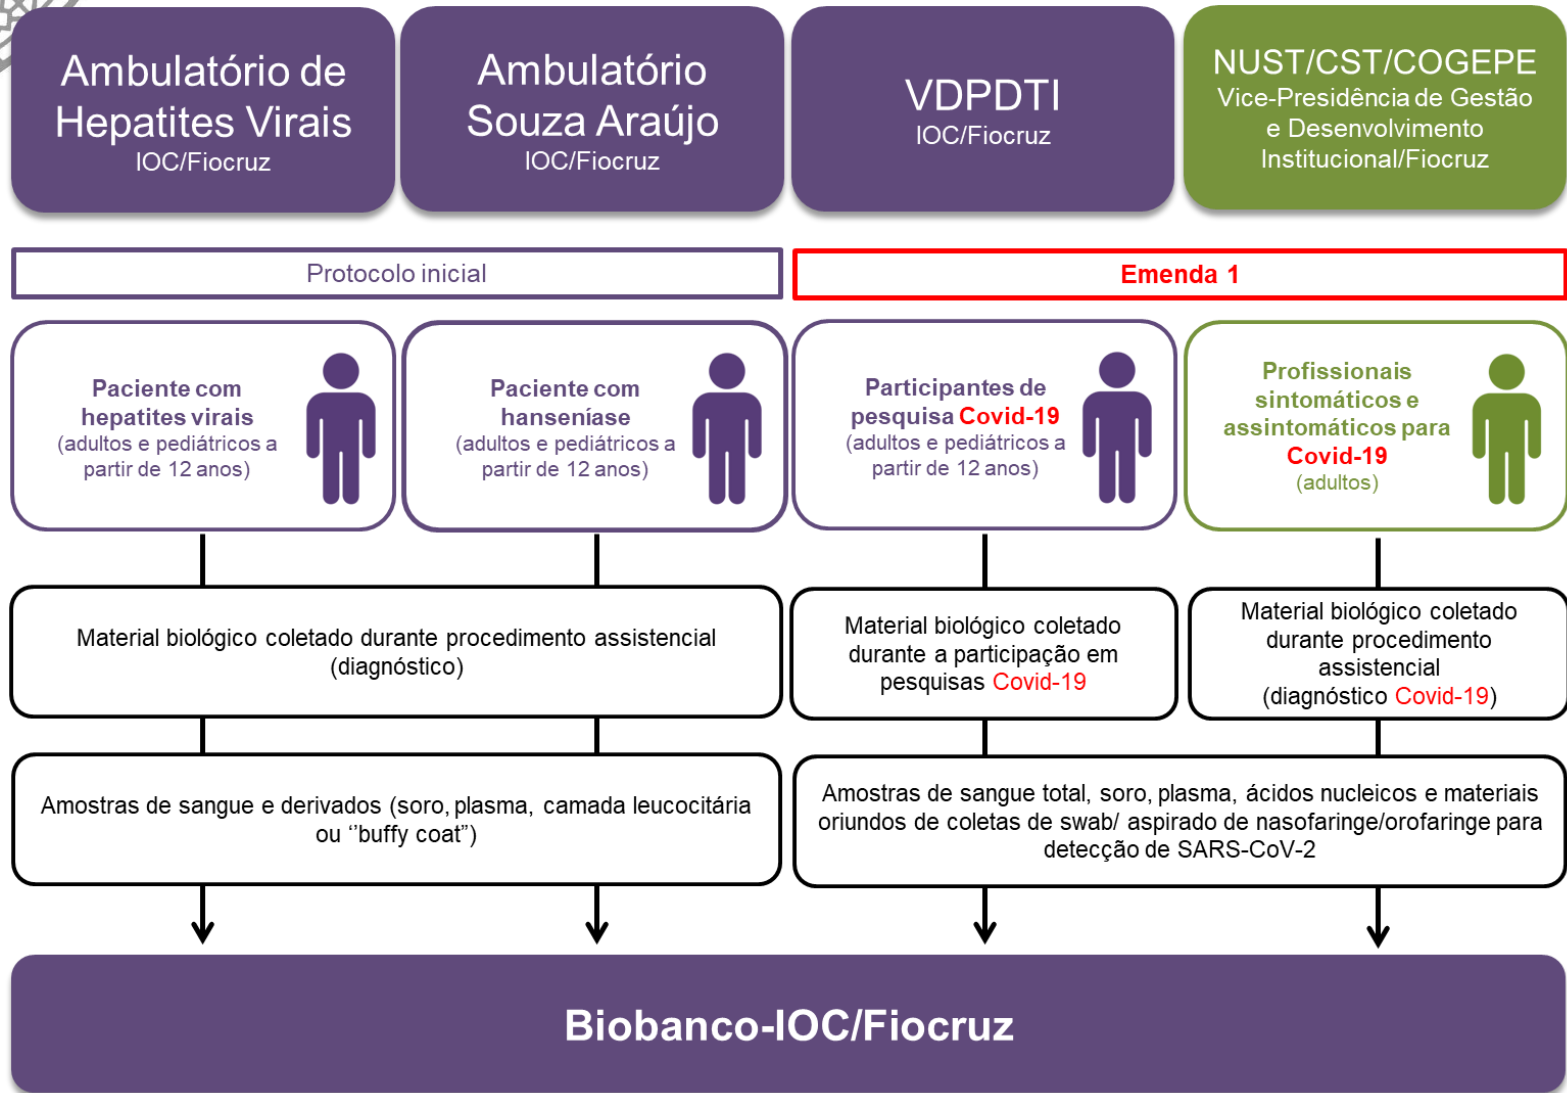 Ambulatório de
Hepatites Virais
IOC/Fiocruz
Ambulatório
Souza Araújo
IOC/Fiocruz
VDPDTI
IOC/Fiocruz
NUST/CST/COGEPE
Vice-Presidência de Gestão
e Desenvolvimento
Institucional/Fiocruz
Protocolo inicial
Emenda 1
Paciente com
hepatites virais
(adultos e pediátricos a
partir de 12 anos)
Paciente com
hanseníase
(adultos e pediátricos a
partir de 12 anos)
Participantes de
pesquisa Covid-19
(adultos e pediátricos a
partir de 12 anos)
Profissionais
sintomáticos e
assintomáticos para
Covid-19
(adultos)
Material biológico coletado durante procedimento assistencial
(diagnóstico)
Material biológico coletado
durante a participação em
pesquisas Covid-19
Material biológico coletado
durante procedimento
assistencial
(diagnóstico Covid-19)
Amostras de sangue e derivados (soro, plasma, camada leucocitária
ou ‘’buffy coat”)
Amostras de sangue total, soro, plasma, ácidos nucleicos e materiais
oriundos de coletas de swab/ aspirado de nasofaringe/orofaringe para
detecção de SARS-CoV-2
Biobanco-IOC/Fiocruz